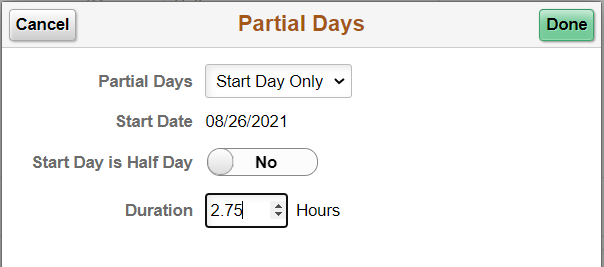 Cancel Partial Days Done
Partial Days Start Day Only
Start Date 08/26/2021
Start Day is Half Day No
Duration 2.75 Hours